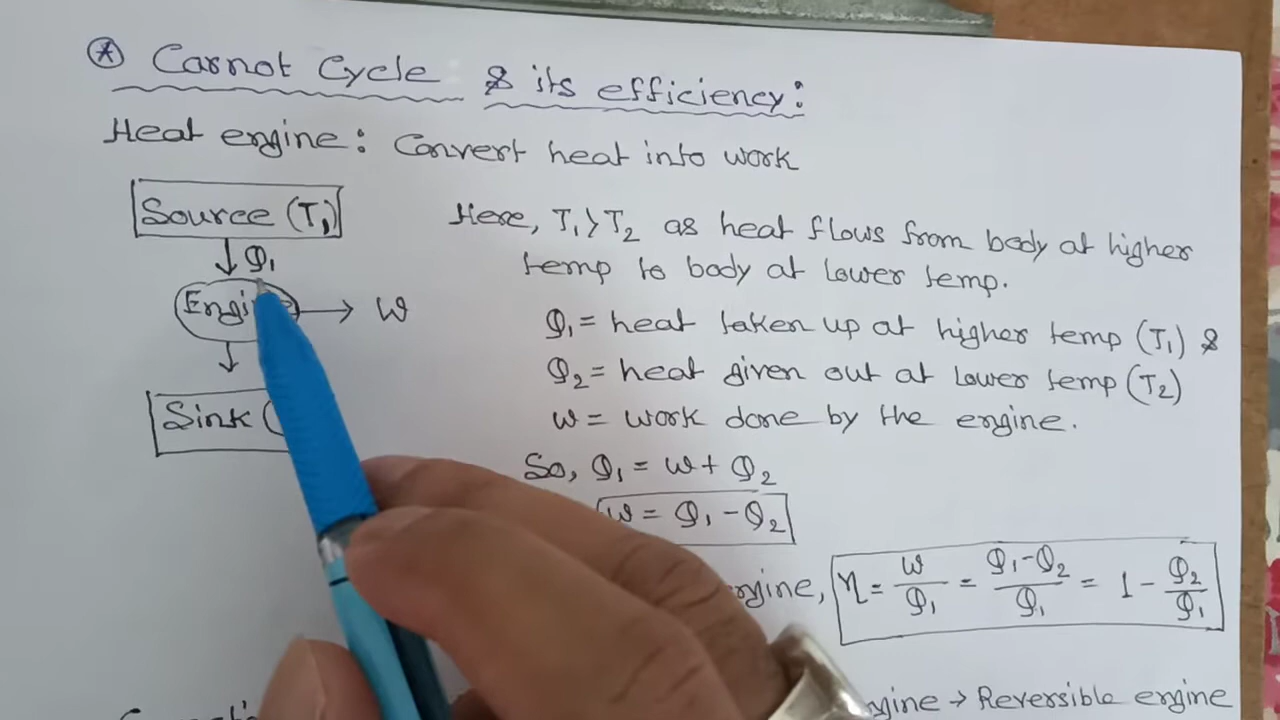 ⊛ Carnot Cycle & its efficiency:
Heat engine: Convert heat into work
Source (T1)
Q1
→ W
Sink (
Here, T1 > T2 as heat flows from body at higher
temp to body at lower temp.
Q1 = heat taken up at higher temp (T1) &
Q2 = heat given out at lower temp (T2)
W = work done by the engine.
So, Q1 = W + Q2
W = Q1 - Q2
η = W/Q1 = Q1-Q2/Q1 = 1 - Q2/Q1
→ Reversible engine